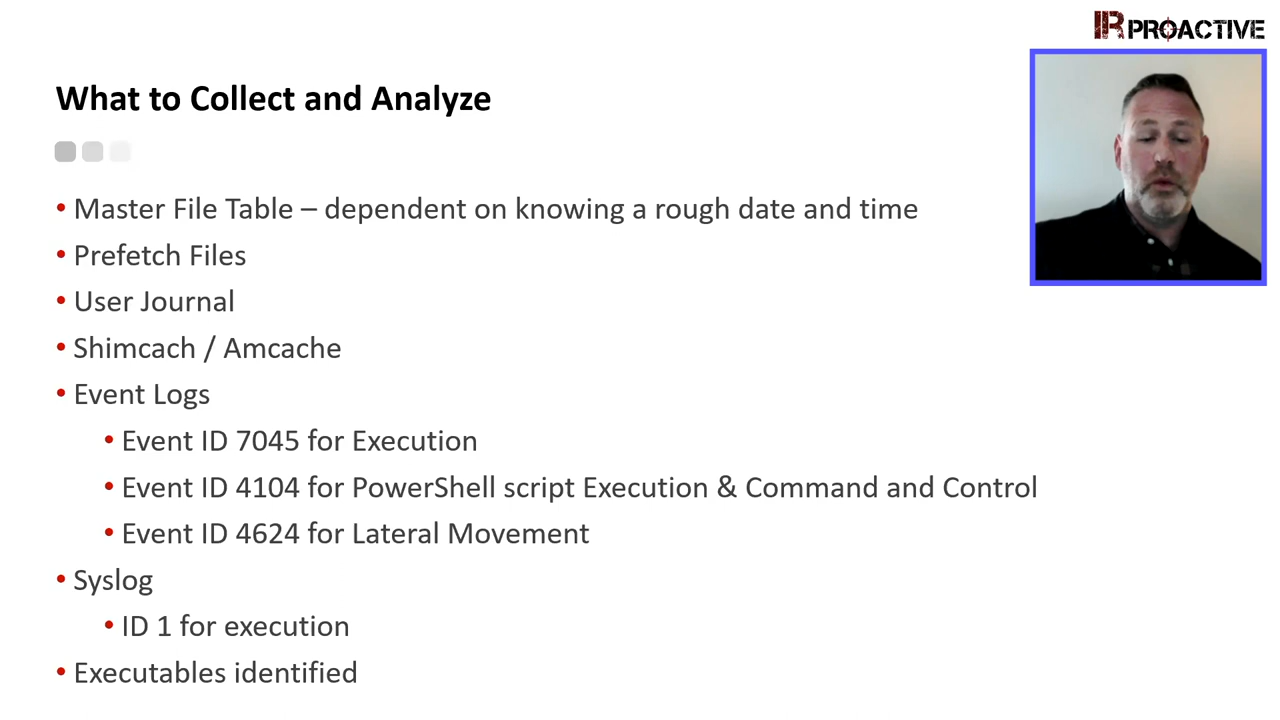 IR PROACTIVE
What to Collect and Analyze
• Master File Table – dependent on knowing a rough date and time
• Prefetch Files
• User Journal
• Shimcach / Amcache
• Event Logs
• Event ID 7045 for Execution
• Event ID 4104 for PowerShell script Execution & Command and Control
• Event ID 4624 for Lateral Movement
• Syslog
• ID 1 for execution
• Executables identified